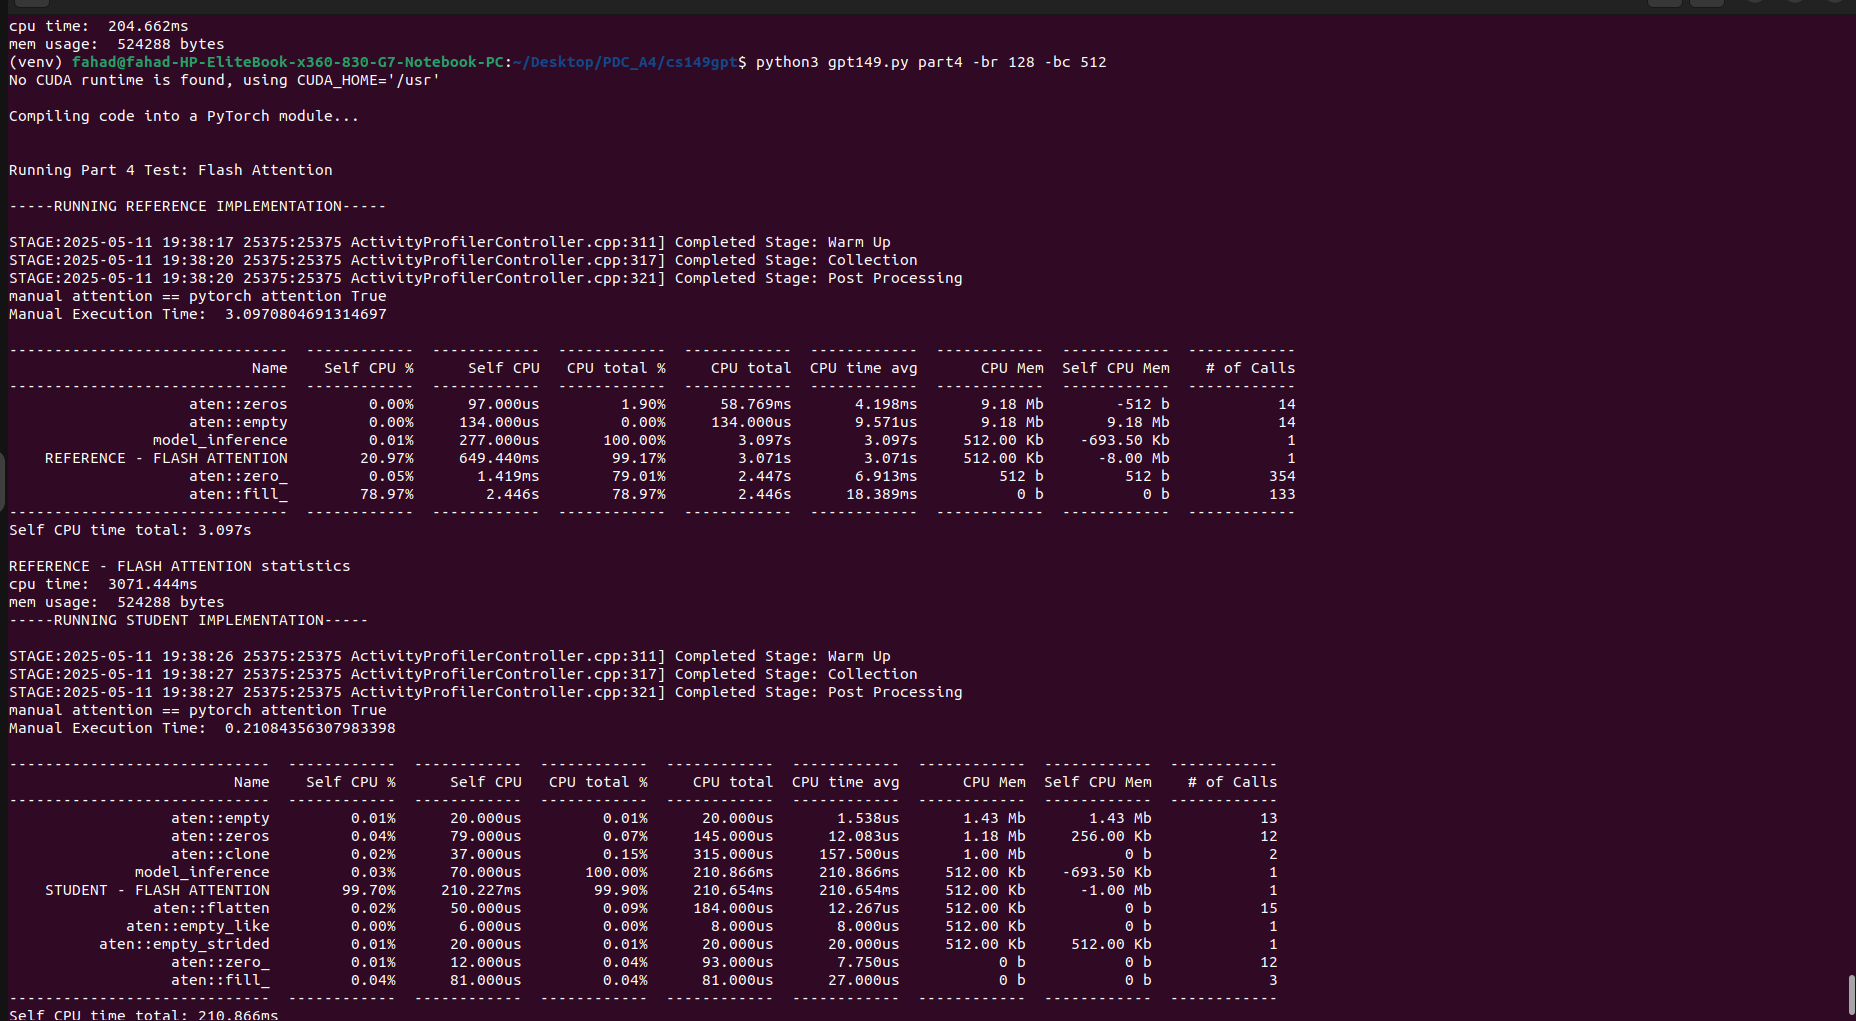 cpu time:  204.662ms
mem usage:  524288 bytes
(venv) fahad@fahad-HP-EliteBook-x360-830-G7-Notebook-PC:~/Desktop/PDC_A4/cs149gpt$ python3 gpt149.py part4 -br 128 -bc 512
No CUDA runtime is found, using CUDA_HOME='/usr'
Compiling code into a PyTorch module...
Running Part 4 Test: Flash Attention
-----RUNNING REFERENCE IMPLEMENTATION-----
STAGE:2025-05-11 19:38:17 25375:25375 ActivityProfilerController.cpp:311] Completed Stage: Warm Up
STAGE:2025-05-11 19:38:20 25375:25375 ActivityProfilerController.cpp:317] Completed Stage: Collection
STAGE:2025-05-11 19:38:20 25375:25375 ActivityProfilerController.cpp:321] Completed Stage: Post Processing
manual attention == pytorch attention True
Manual Execution Time:  3.0970804691314697
-------------------------------  ------------  ------------  ------------  ------------  ------------  ------------  ------------  ------------
Name    Self CPU %      Self CPU   CPU total %     CPU total  CPU time avg       CPU Mem  Self CPU Mem    # of Calls
-------------------------------  ------------  ------------  ------------  ------------  ------------  ------------  ------------  ------------
aten::zeros         0.00%      97.000us         1.90%      58.769ms       4.198ms       9.18 Mb        -512 b            14
aten::empty         0.00%     134.000us         0.00%     134.000us       9.571us       9.18 Mb       9.18 Mb            14
model_inference         0.01%     277.000us       100.00%        3.097s        3.097s     512.00 Kb    -693.50 Kb             1
REFERENCE - FLASH ATTENTION        20.97%     649.440ms        99.17%        3.071s        3.071s     512.00 Kb      -8.00 Mb             1
aten::zero_         0.05%       1.419ms        79.01%        2.447s       6.913ms         512 b         512 b           354
aten::fill_        78.97%        2.446s        78.97%        2.446s      18.389ms           0 b           0 b           133
-------------------------------  ------------  ------------  ------------  ------------  ------------  ------------  ------------  ------------
Self CPU time total: 3.097s
REFERENCE - FLASH ATTENTION statistics
cpu time:  3071.444ms
mem usage:  524288 bytes
-----RUNNING STUDENT IMPLEMENTATION-----
STAGE:2025-05-11 19:38:26 25375:25375 ActivityProfilerController.cpp:311] Completed Stage: Warm Up
STAGE:2025-05-11 19:38:27 25375:25375 ActivityProfilerController.cpp:317] Completed Stage: Collection
STAGE:2025-05-11 19:38:27 25375:25375 ActivityProfilerController.cpp:321] Completed Stage: Post Processing
manual attention == pytorch attention True
Manual Execution Time:  0.21084356307983398
-----------------------------  ------------  ------------  ------------  ------------  ------------  ------------  ------------  ------------
Name    Self CPU %      Self CPU   CPU total %     CPU total  CPU time avg       CPU Mem  Self CPU Mem    # of Calls
-----------------------------  ------------  ------------  ------------  ------------  ------------  ------------  ------------  ------------
aten::empty         0.01%      20.000us         0.01%      20.000us       1.538us       1.43 Mb       1.43 Mb            13
aten::zeros         0.04%      79.000us         0.07%     145.000us      12.083us       1.18 Mb     256.00 Kb            12
aten::clone         0.02%      37.000us         0.15%     315.000us     157.500us       1.00 Mb           0 b             2
model_inference         0.03%      70.000us       100.00%     210.866ms     210.866ms     512.00 Kb    -693.50 Kb             1
STUDENT - FLASH ATTENTION        99.70%     210.227ms        99.90%     210.654ms     210.654ms     512.00 Kb      -1.00 Mb             1
aten::flatten         0.02%      50.000us         0.09%     184.000us      12.267us     512.00 Kb           0 b            15
aten::empty_like         0.00%       6.000us         0.00%       8.000us       8.000us     512.00 Kb           0 b             1
aten::empty_strided         0.01%      20.000us         0.01%      20.000us      20.000us     512.00 Kb     512.00 Kb             1
aten::zero_         0.01%      12.000us         0.04%      93.000us       7.750us           0 b           0 b            12
aten::fill_         0.04%      81.000us         0.04%      81.000us      27.000us           0 b           0 b             3
-----------------------------  ------------  ------------  ------------  ------------  ------------  ------------  ------------  ------------
Self CPU time total: 210.866ms